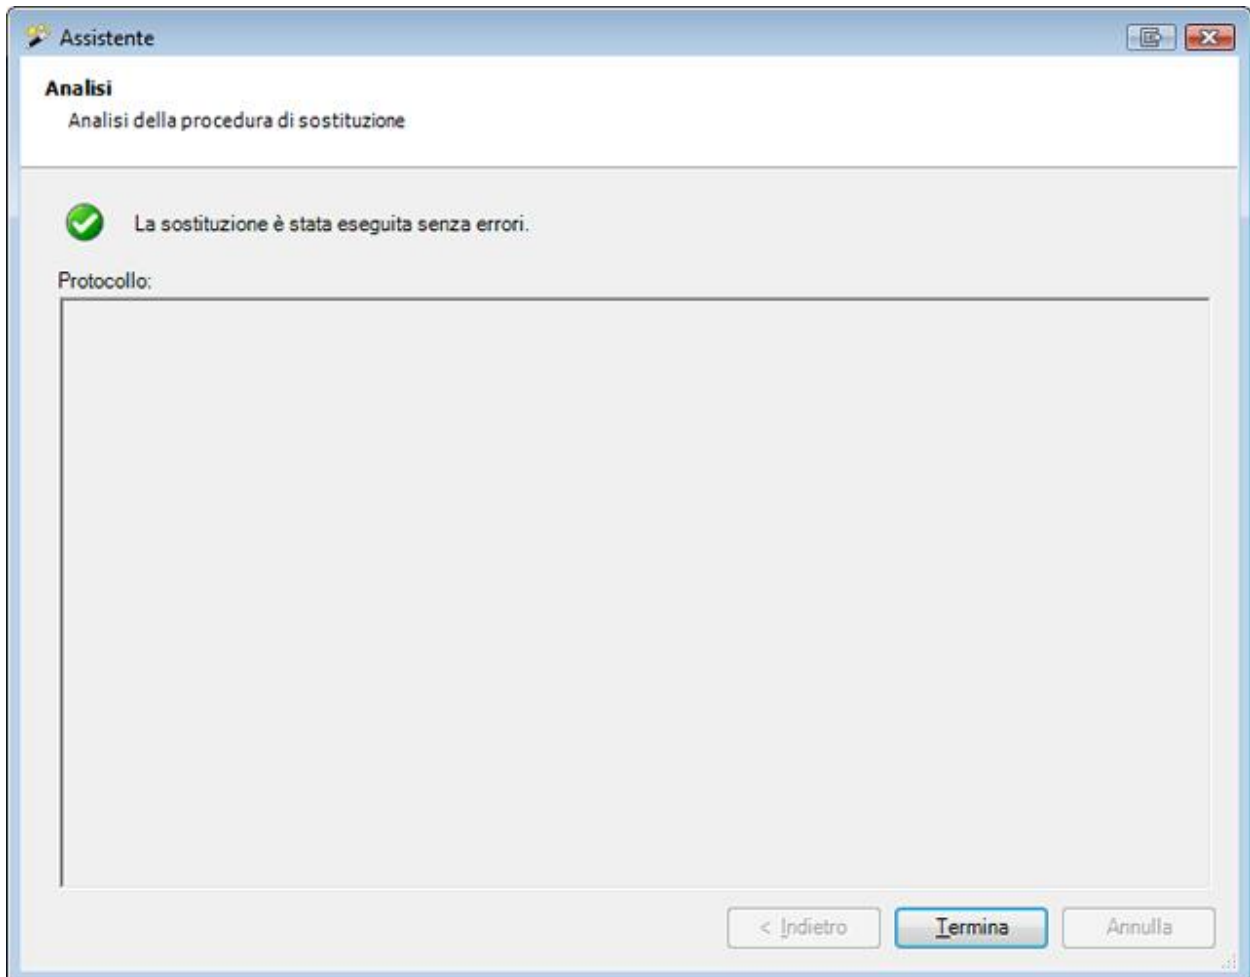 Assistente
Analisi
Analisi della procedura di sostituzione
La sostituzione è stata eseguita senza errori.
Protocollo:
< Indietro
Termina
Annulla